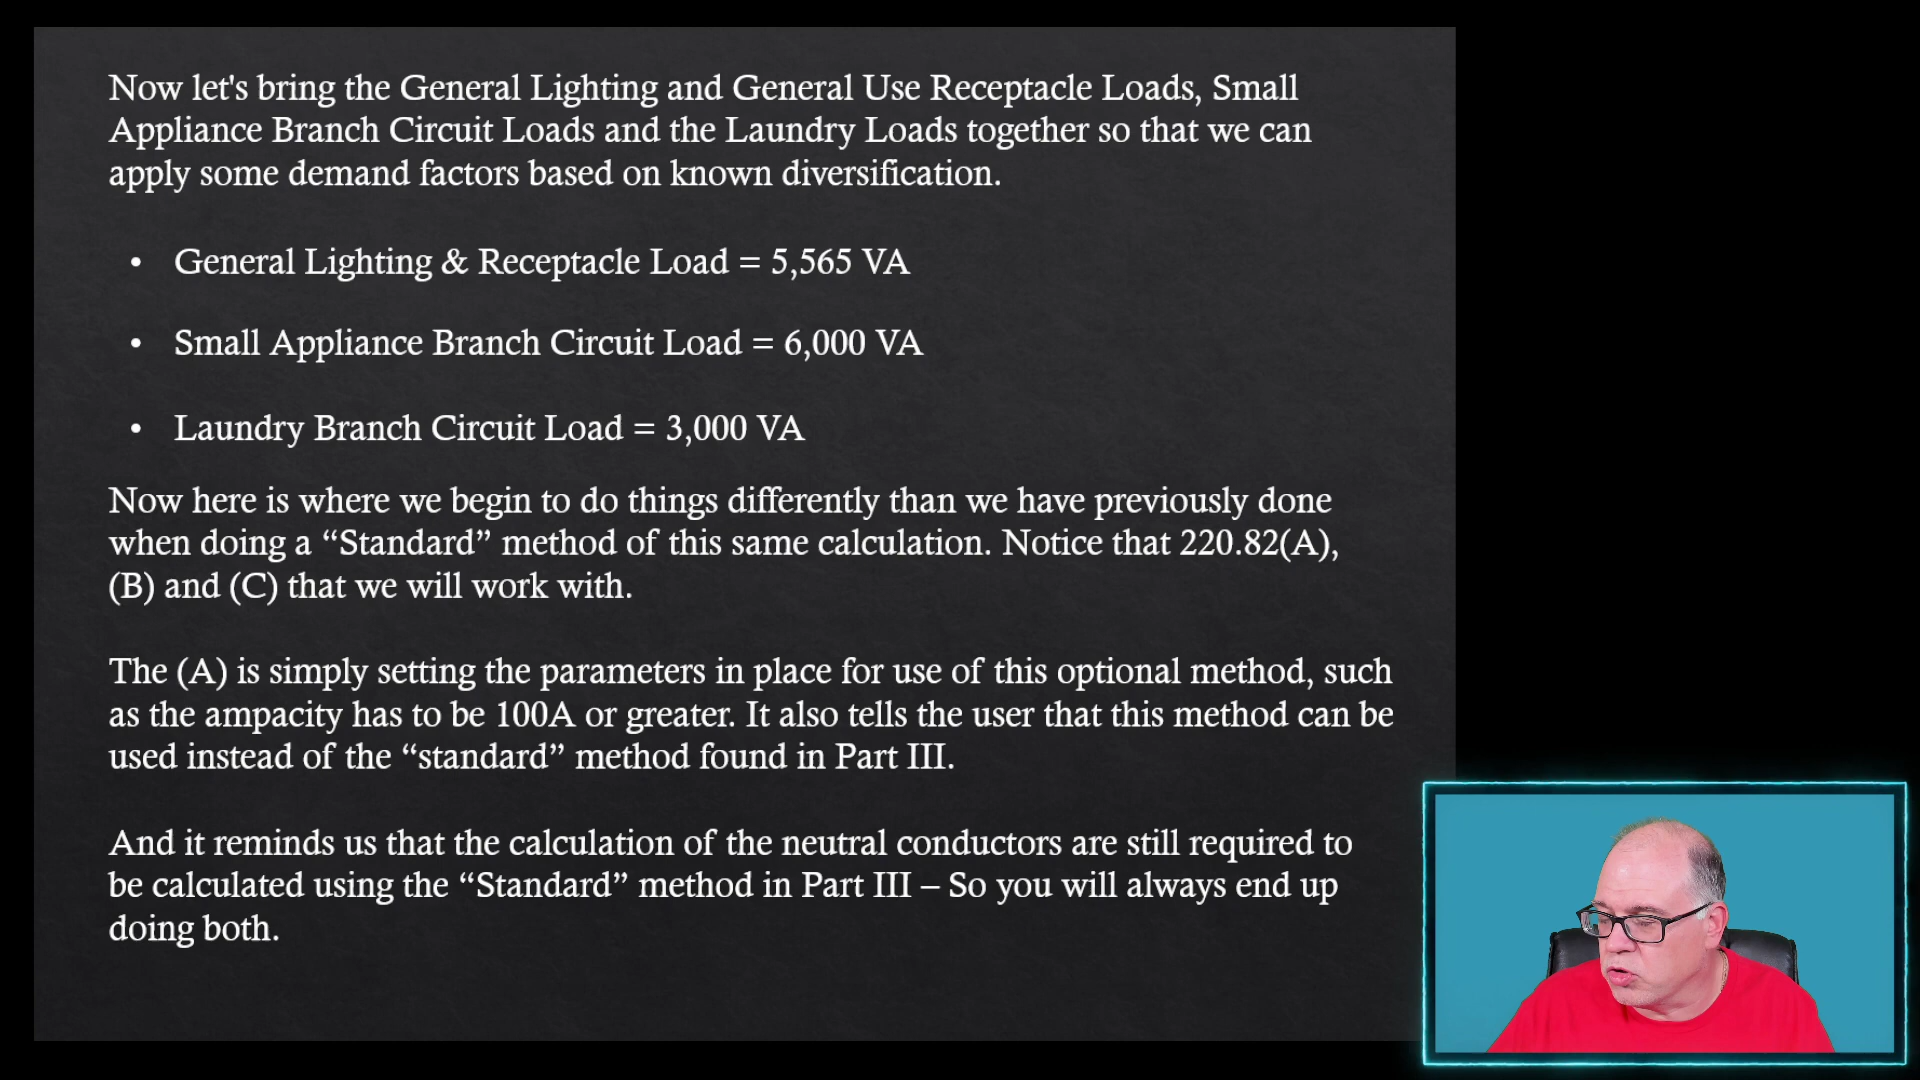 Now let's bring the General Lighting and General Use Receptacle Loads, Small
Appliance Branch Circuit Loads and the Laundry Loads together so that we can
apply some demand factors based on known diversification.
• General Lighting & Receptacle Load = 5,565 VA
• Small Appliance Branch Circuit Load = 6,000 VA
• Laundry Branch Circuit Load = 3,000 VA
Now here is where we begin to do things differently than we have previously done
when doing a “Standard” method of this same calculation. Notice that 220.82(A),
(B) and (C) that we will work with.
The (A) is simply setting the parameters in place for use of this optional method, such
as the ampacity has to be 100A or greater. It also tells the user that this method can be
used instead of the “standard” method found in Part III.
And it reminds us that the calculation of the neutral conductors are still required to
be calculated using the “Standard” method in Part III – So you will always end up
doing both.